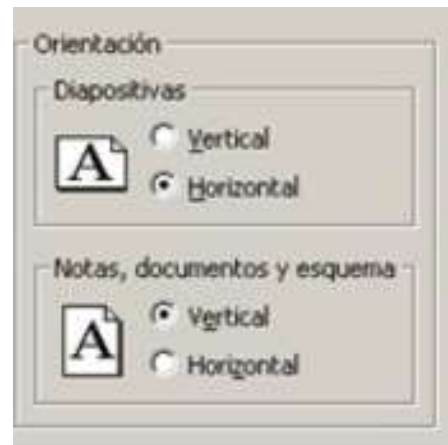 Orientación
Diapositivas
A
Vertical
Horizontal
Notas, documentos y esquema
A
Vertical
Horizontal